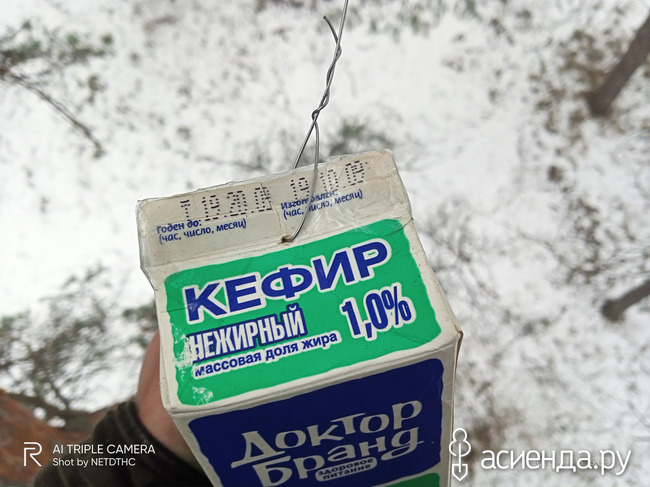 Годен до:
(час, число, месяц)
Изготовлен:
(час, число, месяц)
КЕФИР
НЕЖИРНЫЙ
1,0%
массовая доля жира
ДОКТОР
БРАНД
здоровое
питание
AI TRIPLE CAMERA
Shot by NETDTHC
асиенда.ру